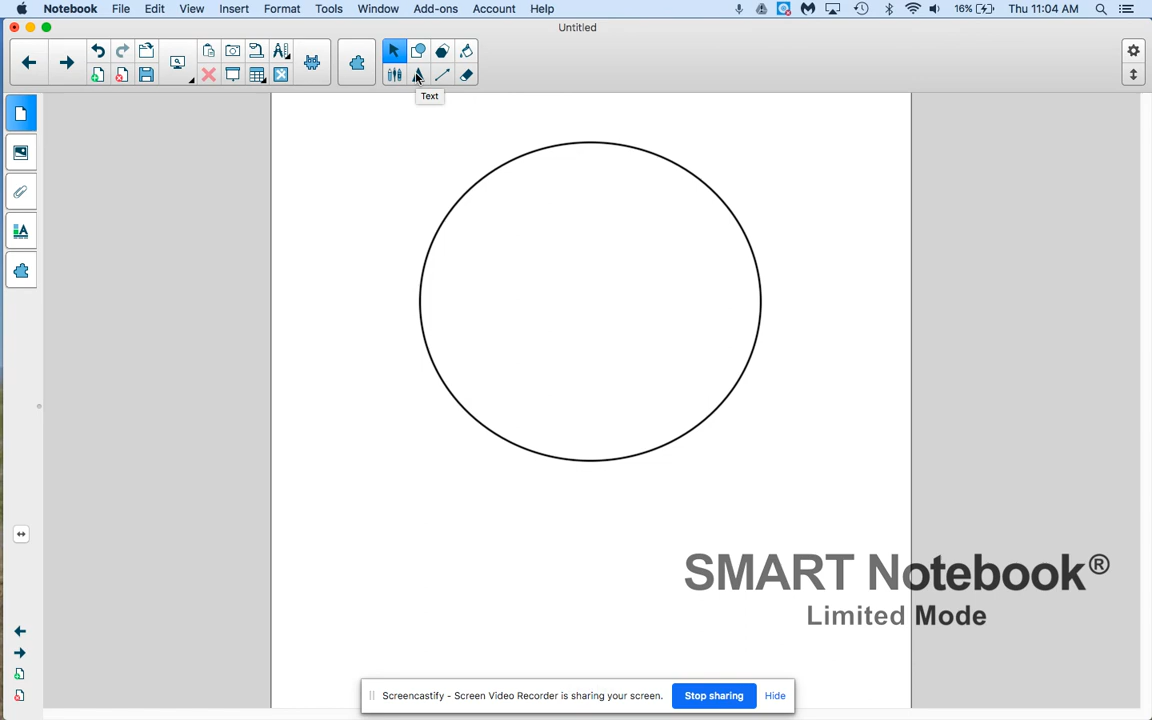 Notebook File Edit View Insert Format Tools Window Add-ons Account Help 16% Thu 11:04 AM
Untitled
Text
SMART Notebook®
Limited Mode
Screencastify - Screen Video Recorder is sharing your screen. Stop sharing Hide